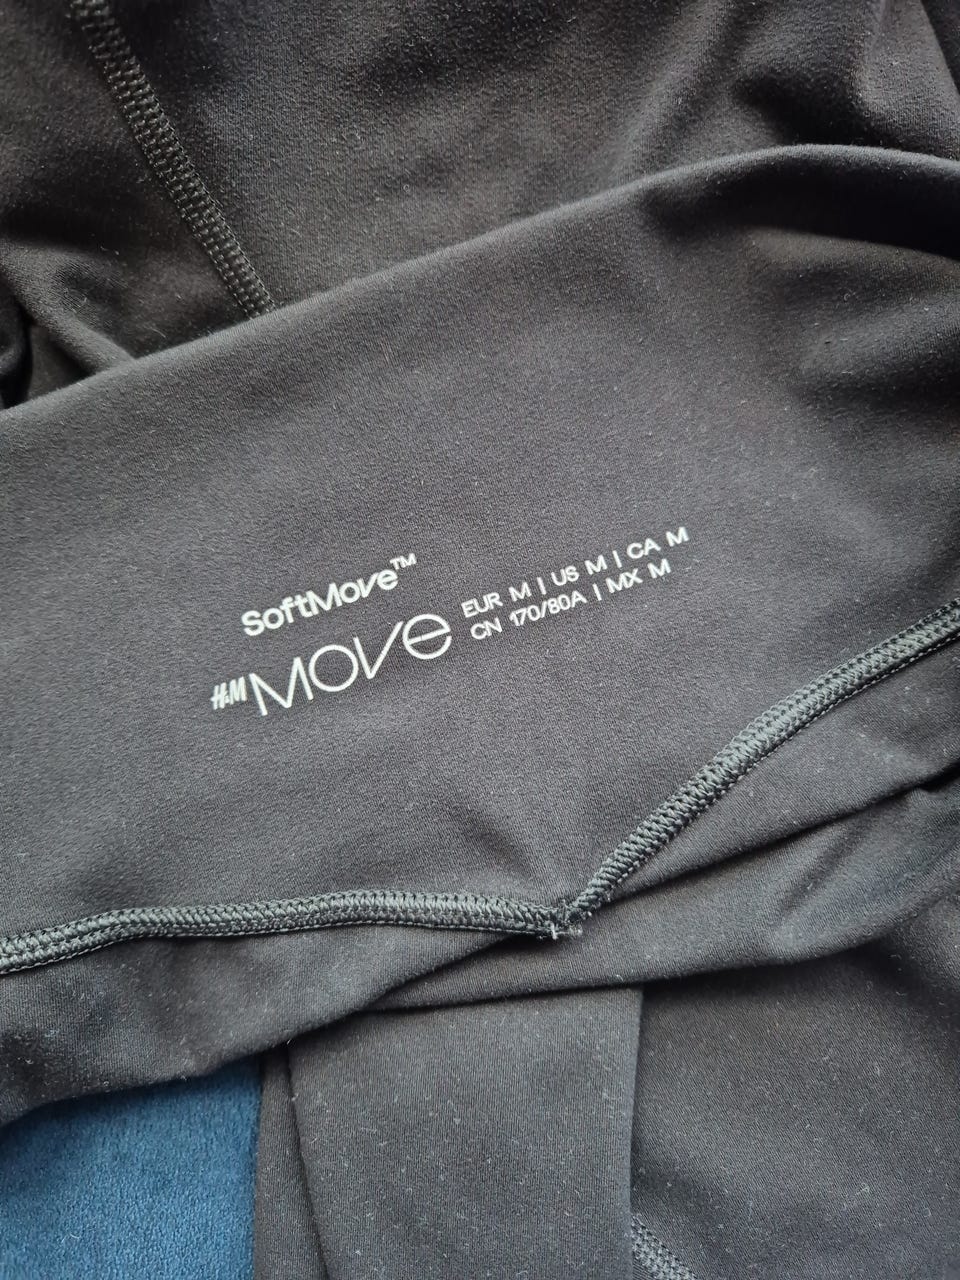 SoftMove™
H&M MOVE
EUR M | US M | CA M
CN 170/80A | MX M